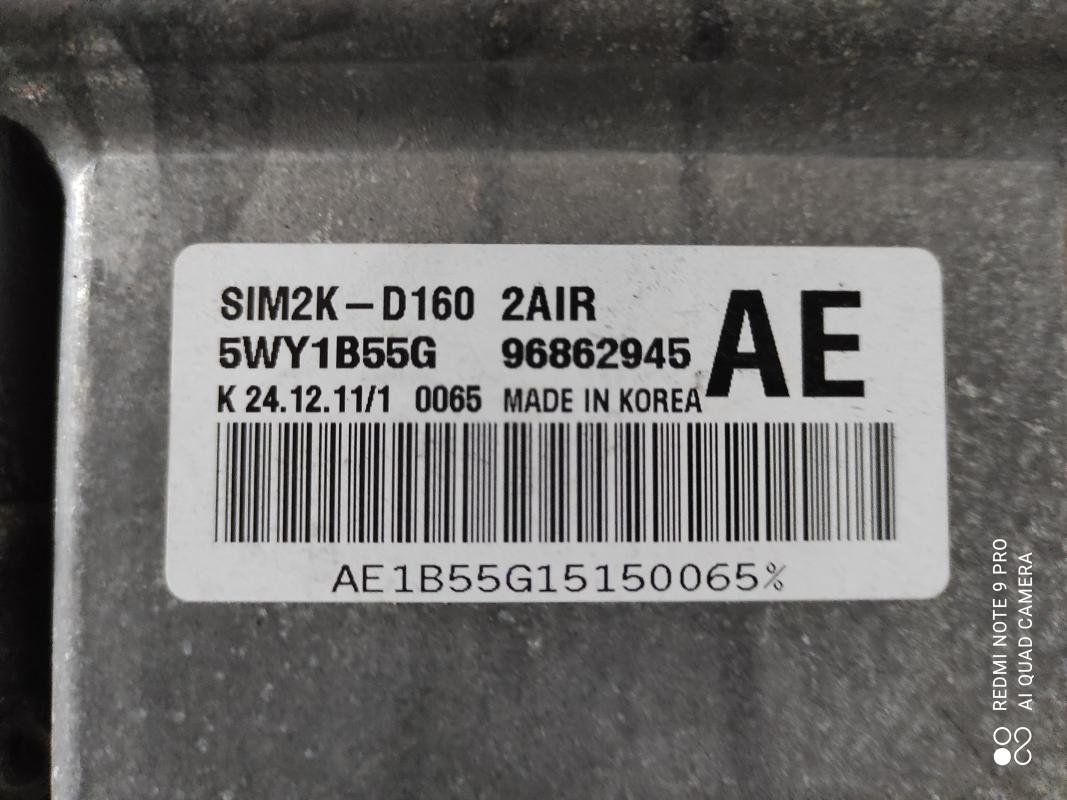 SIM2K-D160 2AIR
AE
5WY1B55G 96862945
K 24.12.11/1 0065 MADE IN KOREA
AE1B55G15150065%
REDMI NOTE 9 PRO
AI QUAD CAMERA